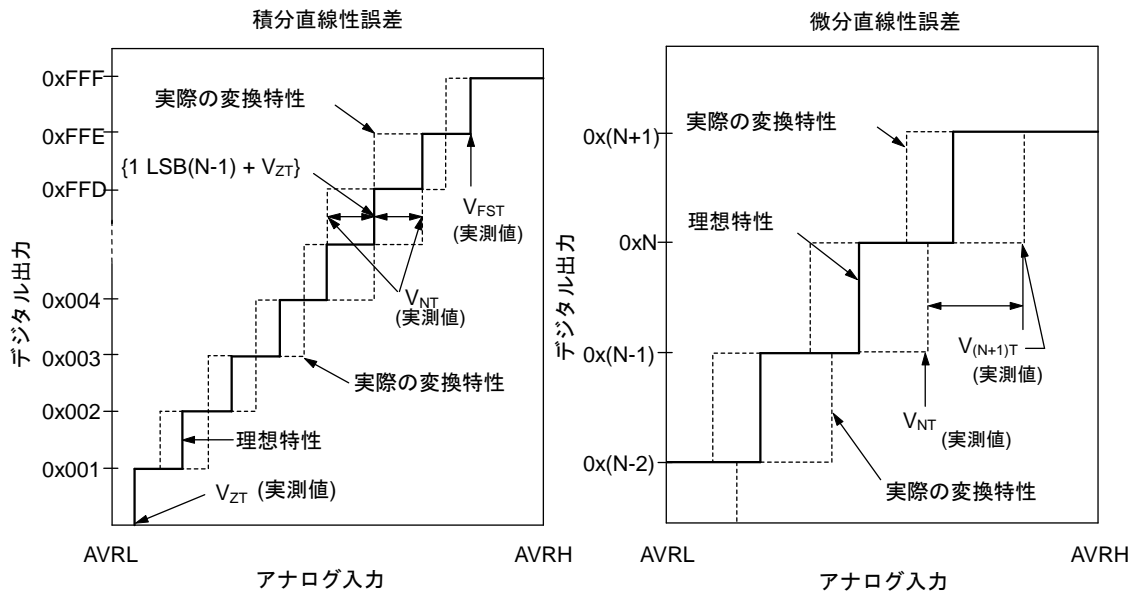 積分直線性誤差
0xFFF
0xFFE
0xFFD
0x004
0x003
0x002
0x001
デジタル出力
実際の変換特性
{1 LSB(N-1) + VZT}
VFST
(実測値)
VNT
(実測値)
実際の変換特性
理想特性
VZT (実測値)
AVRL
AVRH
アナログ入力
微分直線性誤差
0x(N+1)
0xN
0x(N-1)
0x(N-2)
デジタル出力
実際の変換特性
理想特性
V(N+1)T
(実測値)
VNT (実測値)
実際の変換特性
AVRL
AVRH
アナログ入力